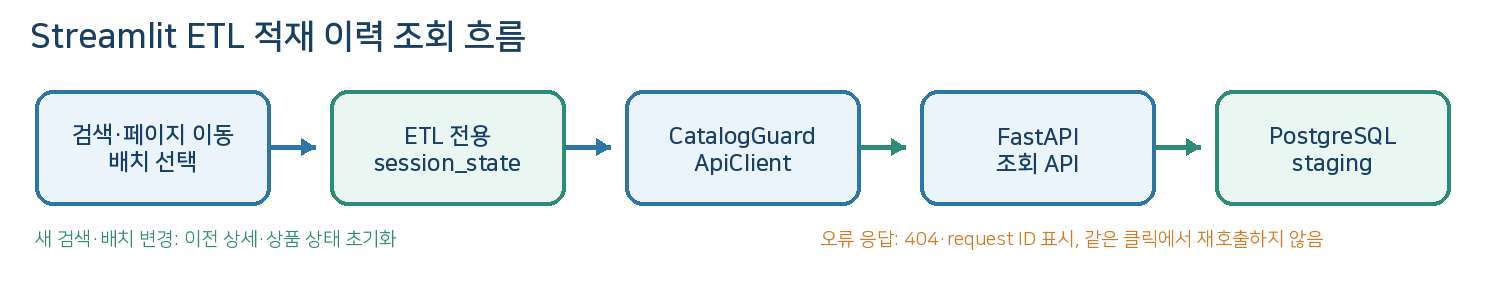 Streamlit ETL 적재 이력 조회 흐름
검색·페이지 이동
배치 선택
ETL 전용
session_state
CatalogGuard
ApiClient
FastAPI
조회 API
PostgreSQL
staging
새 검색·배치 변경: 이전 상세·상품 상태 초기화
오류 응답: 404·request ID 표시, 같은 클릭에서 재호출하지 않음